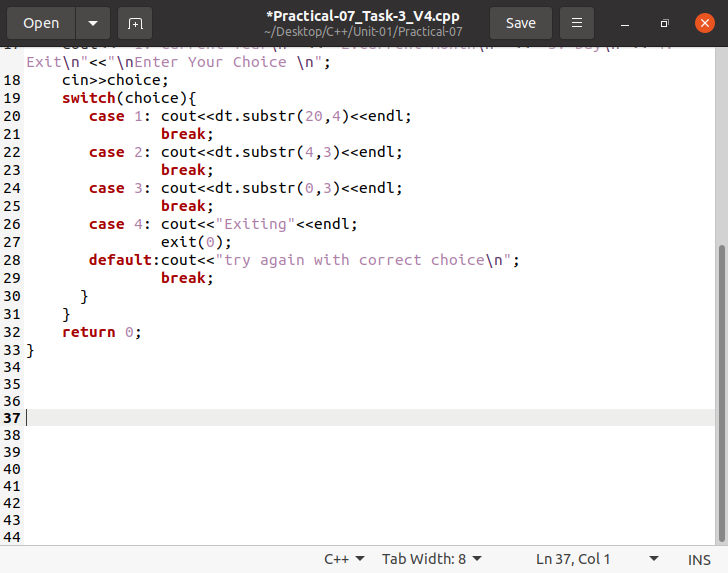 Open
*Practical-07_Task-3_V4.cpp
~/Desktop/C++/Unit-01/Practical-07
Save
Exit\n"<<"\nEnter Your Choice \n";
18 cin>>choice;
19 switch(choice){
20 case 1: cout<<dt.substr(20,4)<<endl;
21 break;
22 case 2: cout<<dt.substr(4,3)<<endl;
23 break;
24 case 3: cout<<dt.substr(0,3)<<endl;
25 break;
26 case 4: cout<<"Exiting"<<endl;
27 exit(0);
28 default:cout<<"try again with correct choice\n";
29 break;
30 }
31 }
32 return 0;
33 }
34
35
36
37
38
39
40
41
42
43
44
C++ Tab Width: 8 Ln 37, Col 1 INS